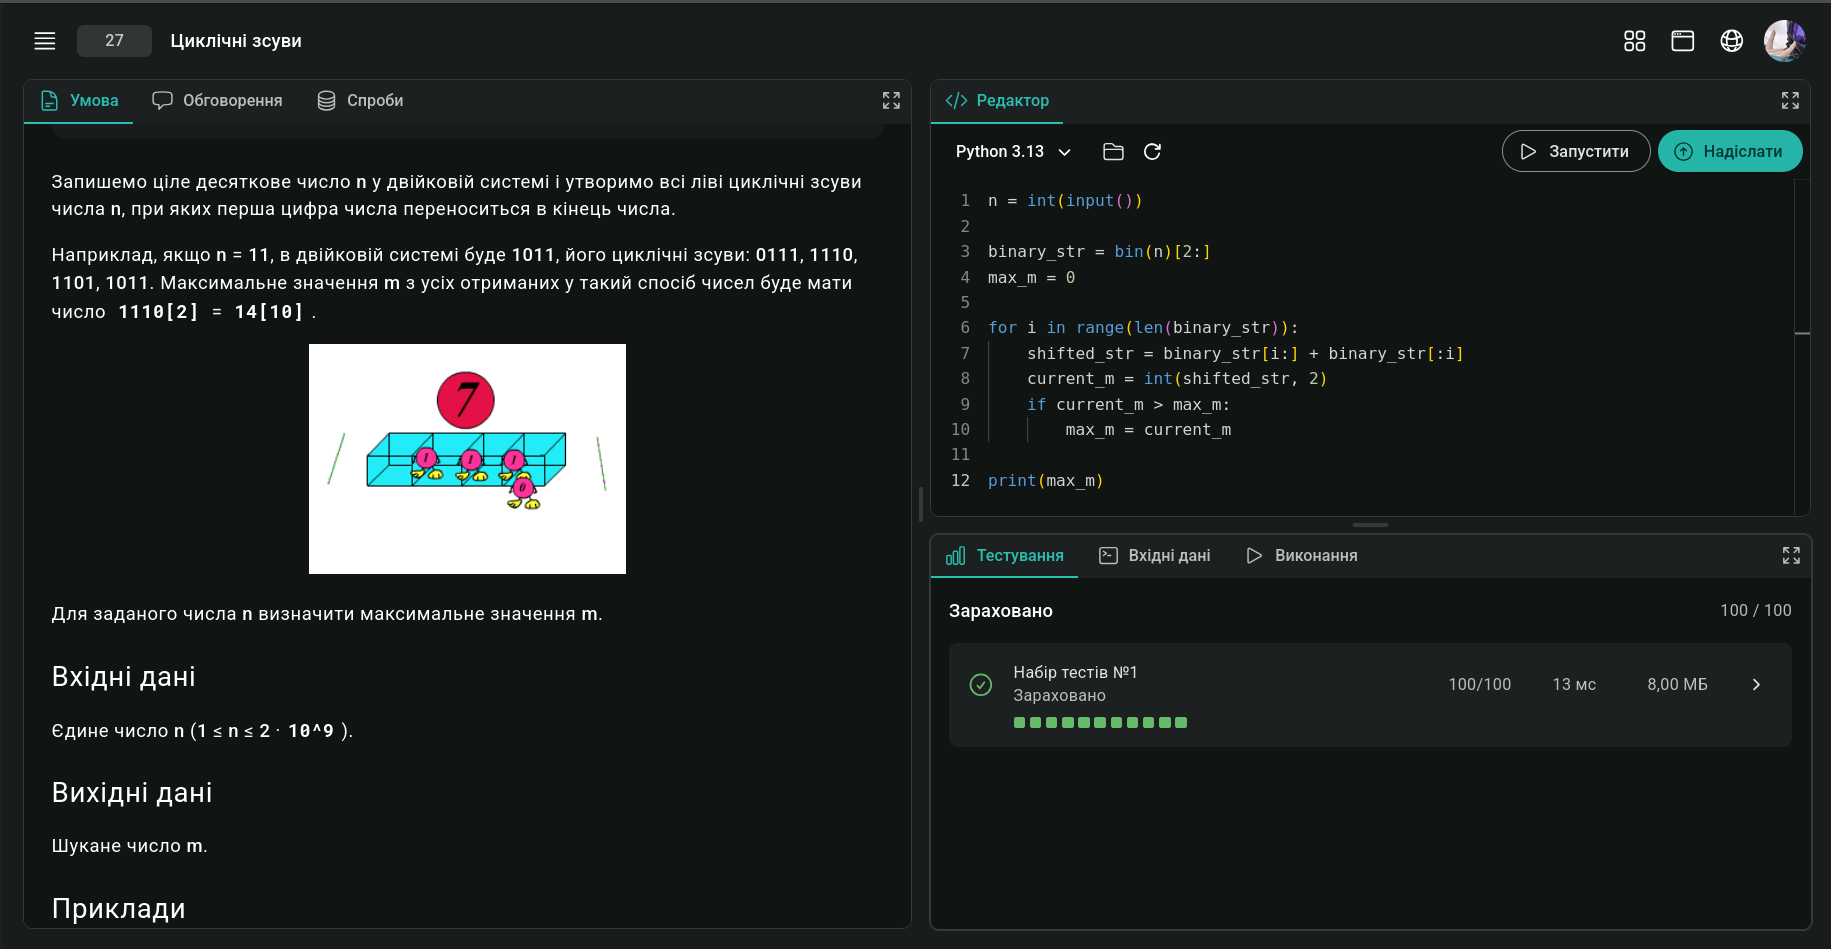 27
Циклічні зсуви
Умова
Обговорення
Спроби
Запишемо ціле десяткове число n у двійковій системі і утворимо всі ліві циклічні зсуви
числа n, при яких перша цифра числа переноситься в кінець числа.
Наприклад, якщо n = 11, в двійковій системі буде 1011, його циклічні зсуви: 0111, 1110,
1101, 1011. Максимальне значення m з усіх отриманих у такий спосіб чисел буде мати
число 1110[2] = 14[10] .
7
1 1 1
0
Для заданого числа n визначити максимальне значення m.
Вхідні дані
Єдине число n (1 ≤ n ≤ 2 · 10^9 ).
Вихідні дані
Шукане число m.
Приклади
Редактор
Python 3.13
Запустити
Надіслати
1 n = int(input())
2
3 binary_str = bin(n)[2:]
4 max_m = 0
5
6 for i in range(len(binary_str)):
7     shifted_str = binary_str[i:] + binary_str[:i]
8     current_m = int(shifted_str, 2)
9     if current_m > max_m:
10         max_m = current_m
11
12 print(max_m)
Тестування
Вхідні дані
Виконання
Зараховано
100 / 100
Набір тестів №1
Зараховано
100/100
13 мс
8,00 МБ